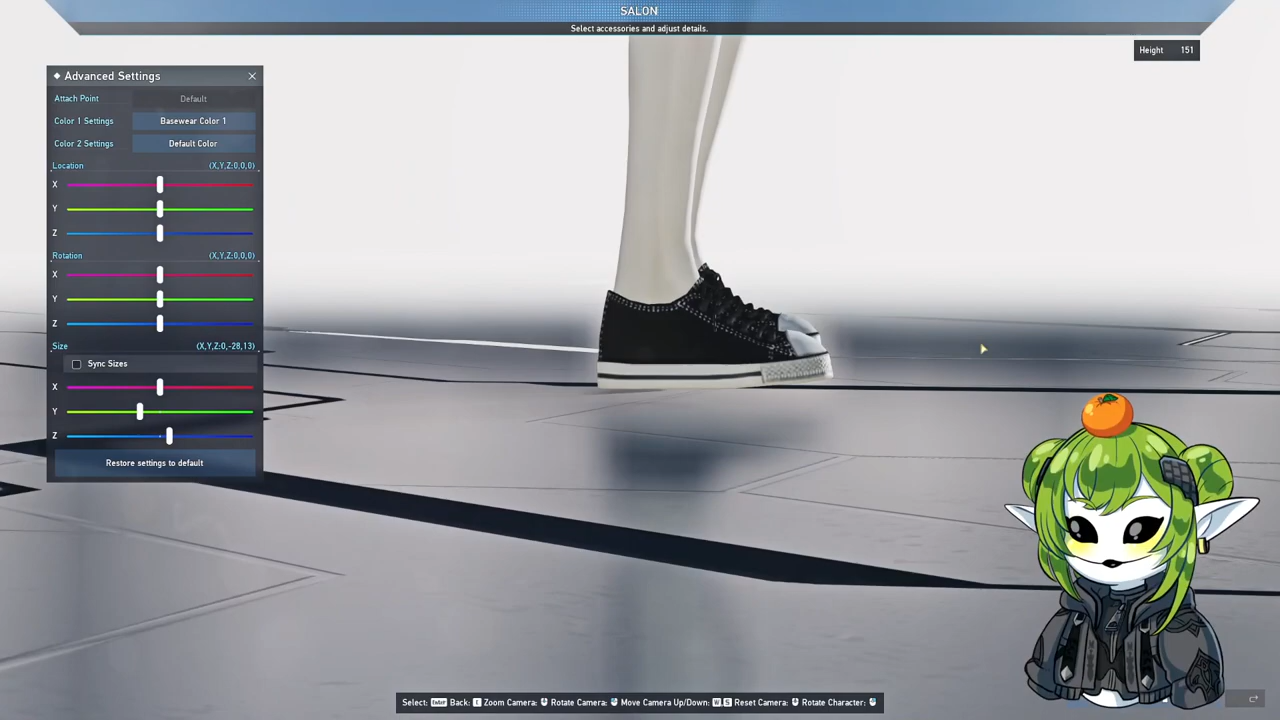 SALON
Select accessories and adjust details.
Height 151
Advanced Settings
Attach Point Default
Color 1 Settings Basewear Color 1
Color 2 Settings Default Color
Location (X,Y,Z:0,0,0)
X
Y
Z
Rotation (X,Y,Z:0,0,0)
X
Y
Z
Size (X,Y,Z:0,-28,13)
Sync Sizes
X
Y
Z
Restore settings to default
Select: Enter Back: E Zoom Camera: Rotate Camera: Move Camera Up/Down: W, S Reset Camera: Rotate Character: